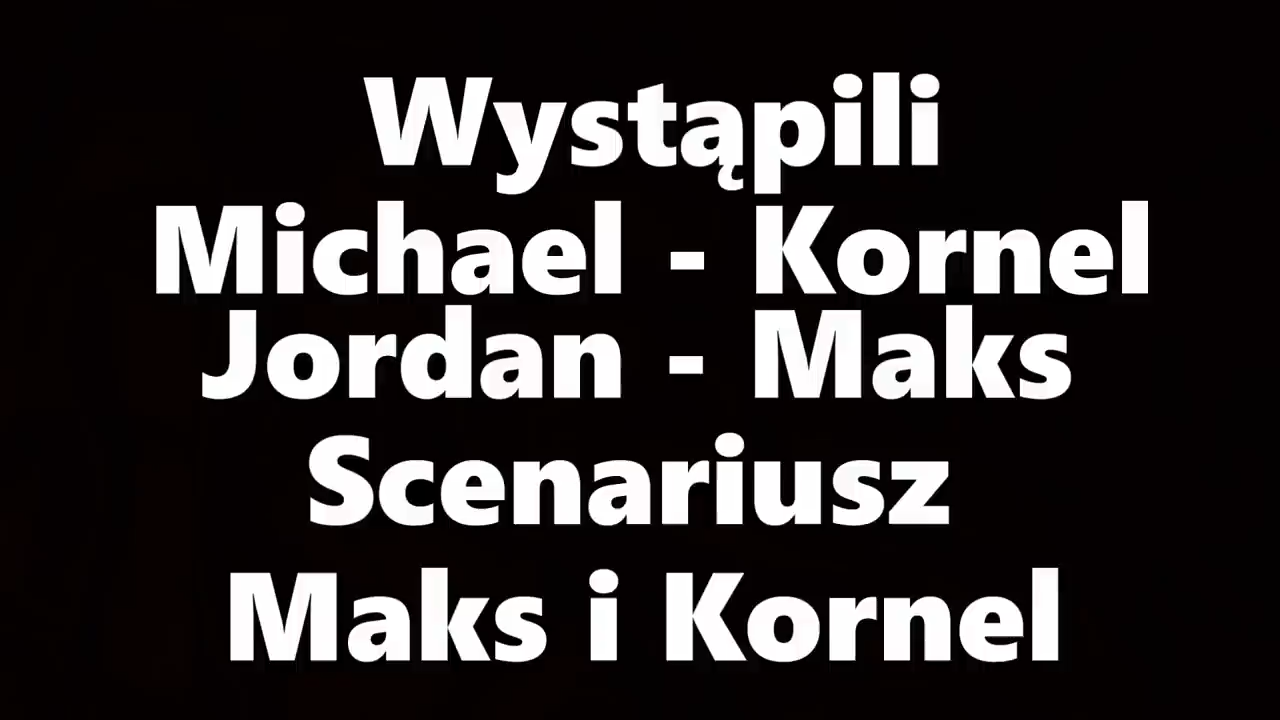 Wystąpili
Michael - Kornel
Jordan - Maks
Scenariusz
Maks i Kornel